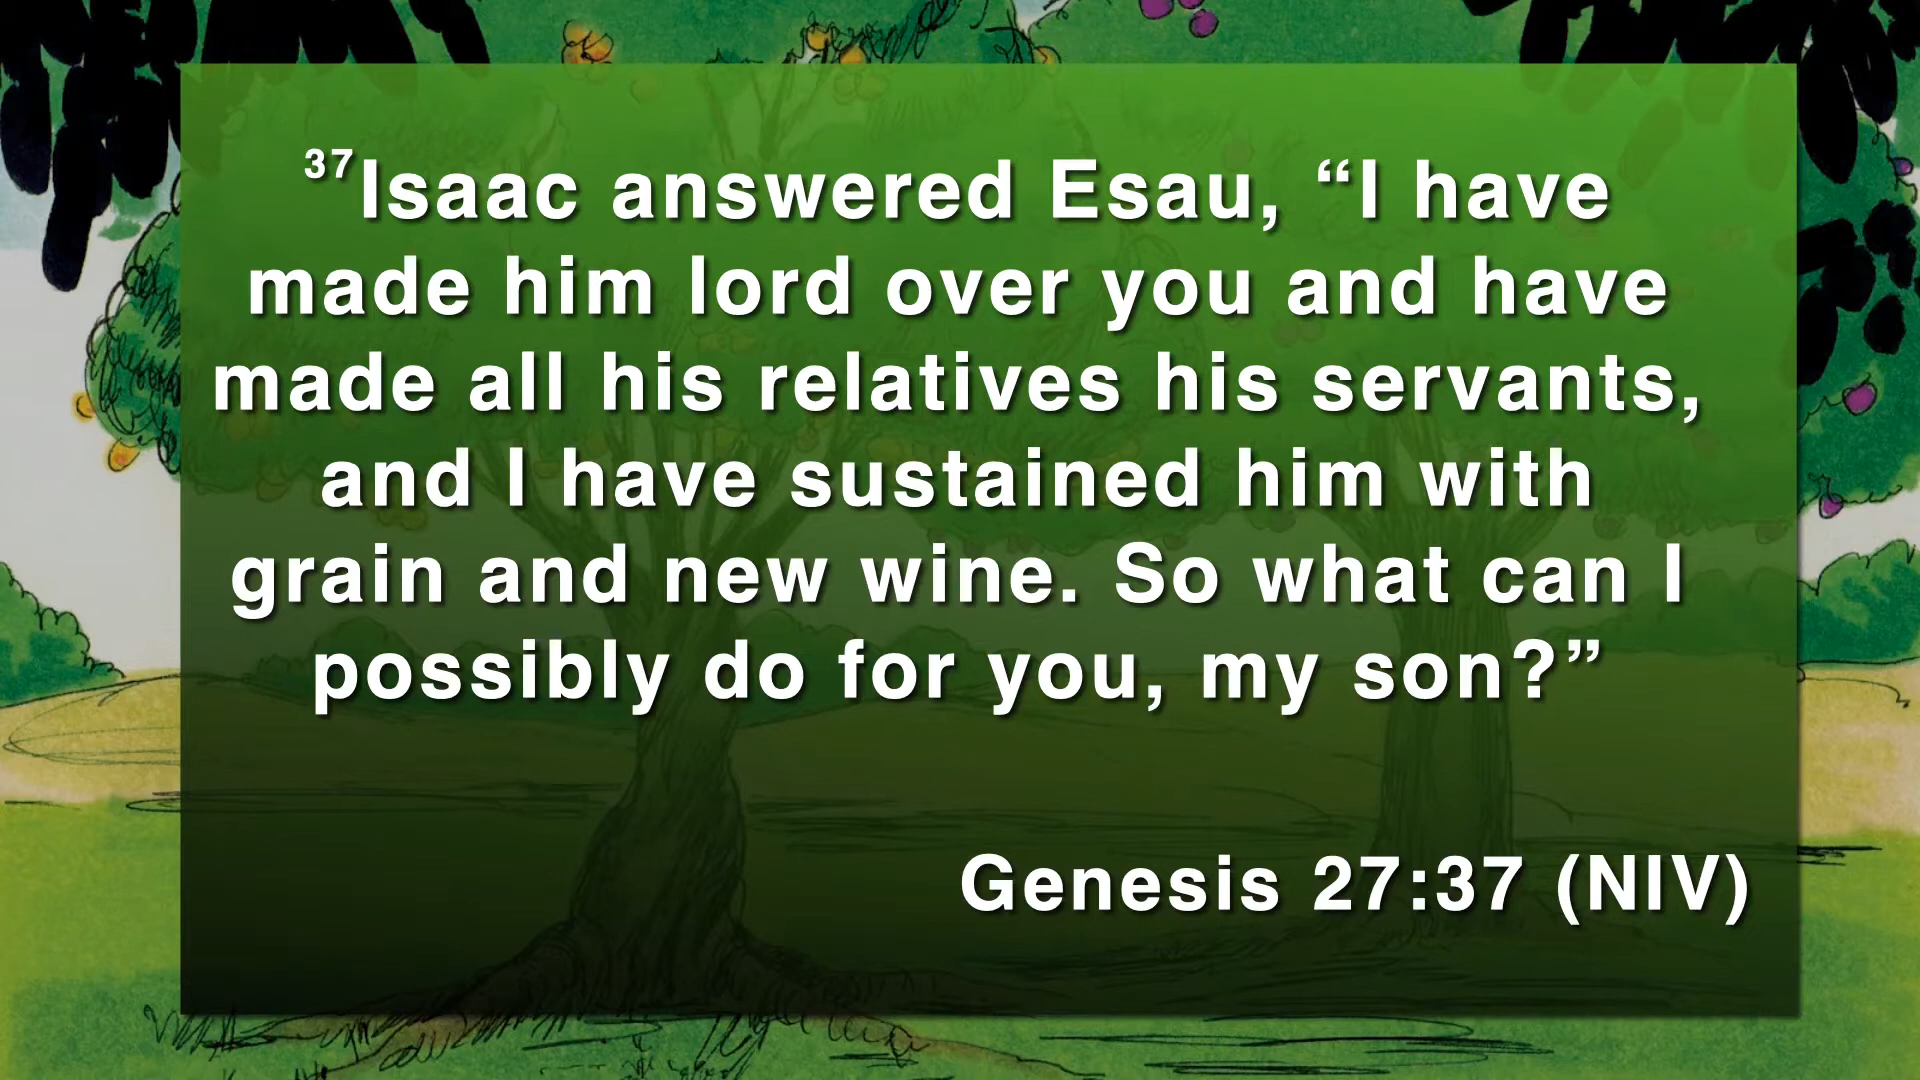 37Isaac answered Esau, “I have
made him lord over you and have
made all his relatives his servants,
and I have sustained him with
grain and new wine. So what can I
possibly do for you, my son?”
Genesis 27:37 (NIV)